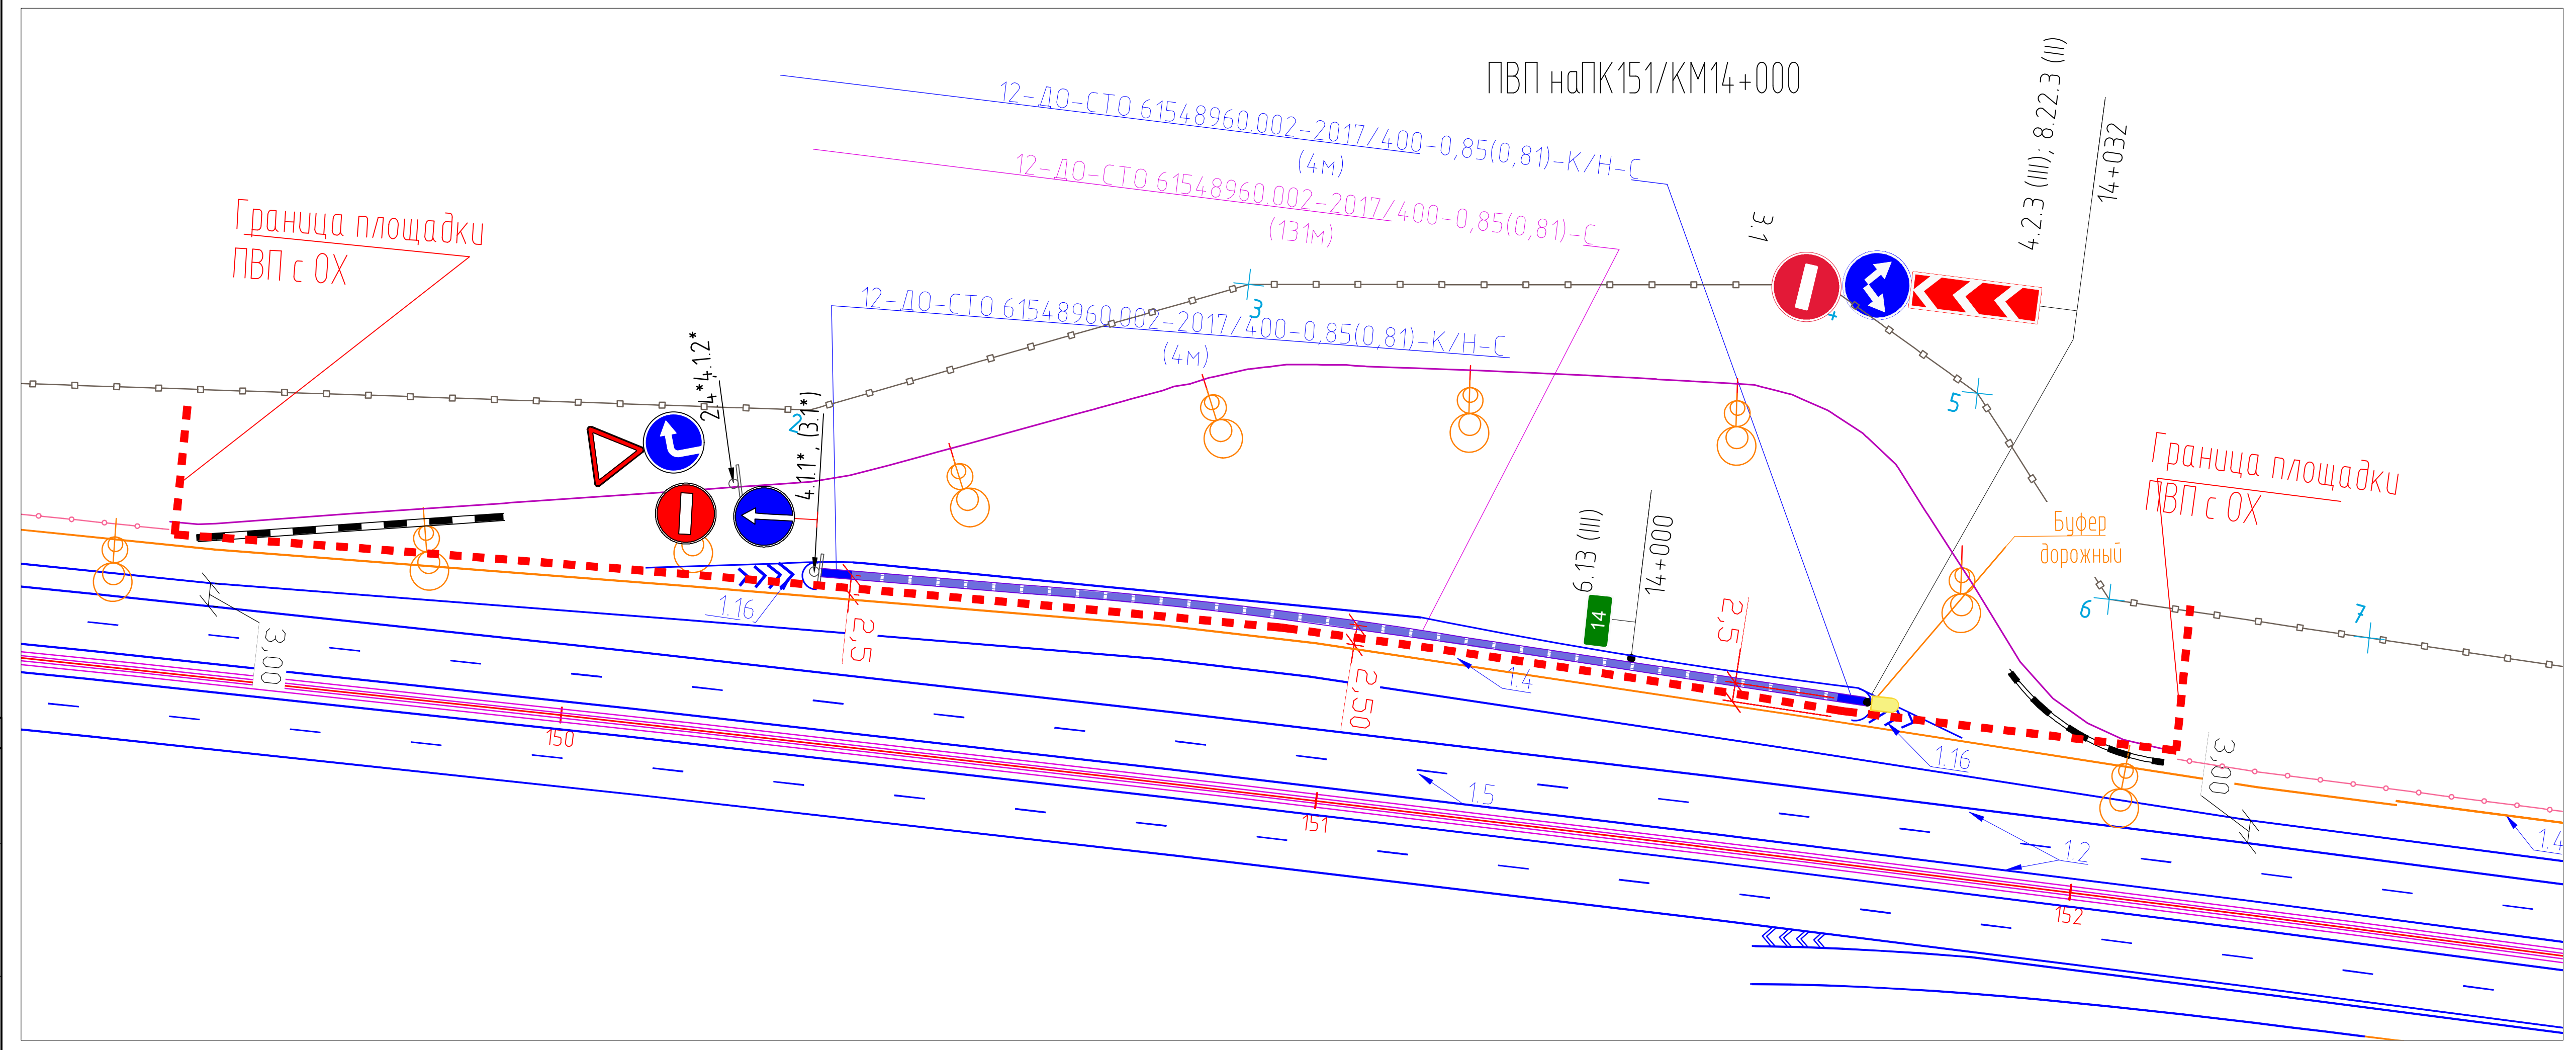 ПВП наПК151/КМ14+000
12-ДО-СТО 61548960.002-2017/400-0,85(0,81)-К/Н-С
(4м)
12-ДО-СТО 61548960.002-2017/400-0,85(0,81)-С
(131м)
12-ДО-СТО 61548960.002-2017/400-0,85(0,81)-К/Н-С
(4м)
Граница площадки
ПВП с ОХ
3.1
4.2.3 (III); 8.22.3 (II)
14+032
2.4*4.1.2*
4.1.1*,(3.1*)
2
3
5
Граница площадки
ПВП с ОХ
Буфер
дорожный
6
7
6.13 (III)
14
14+000
1.16
2,5
2,50
2,5
1.4
1.16
3,00
3,00
1.5
1.2
1.4
150
151
152